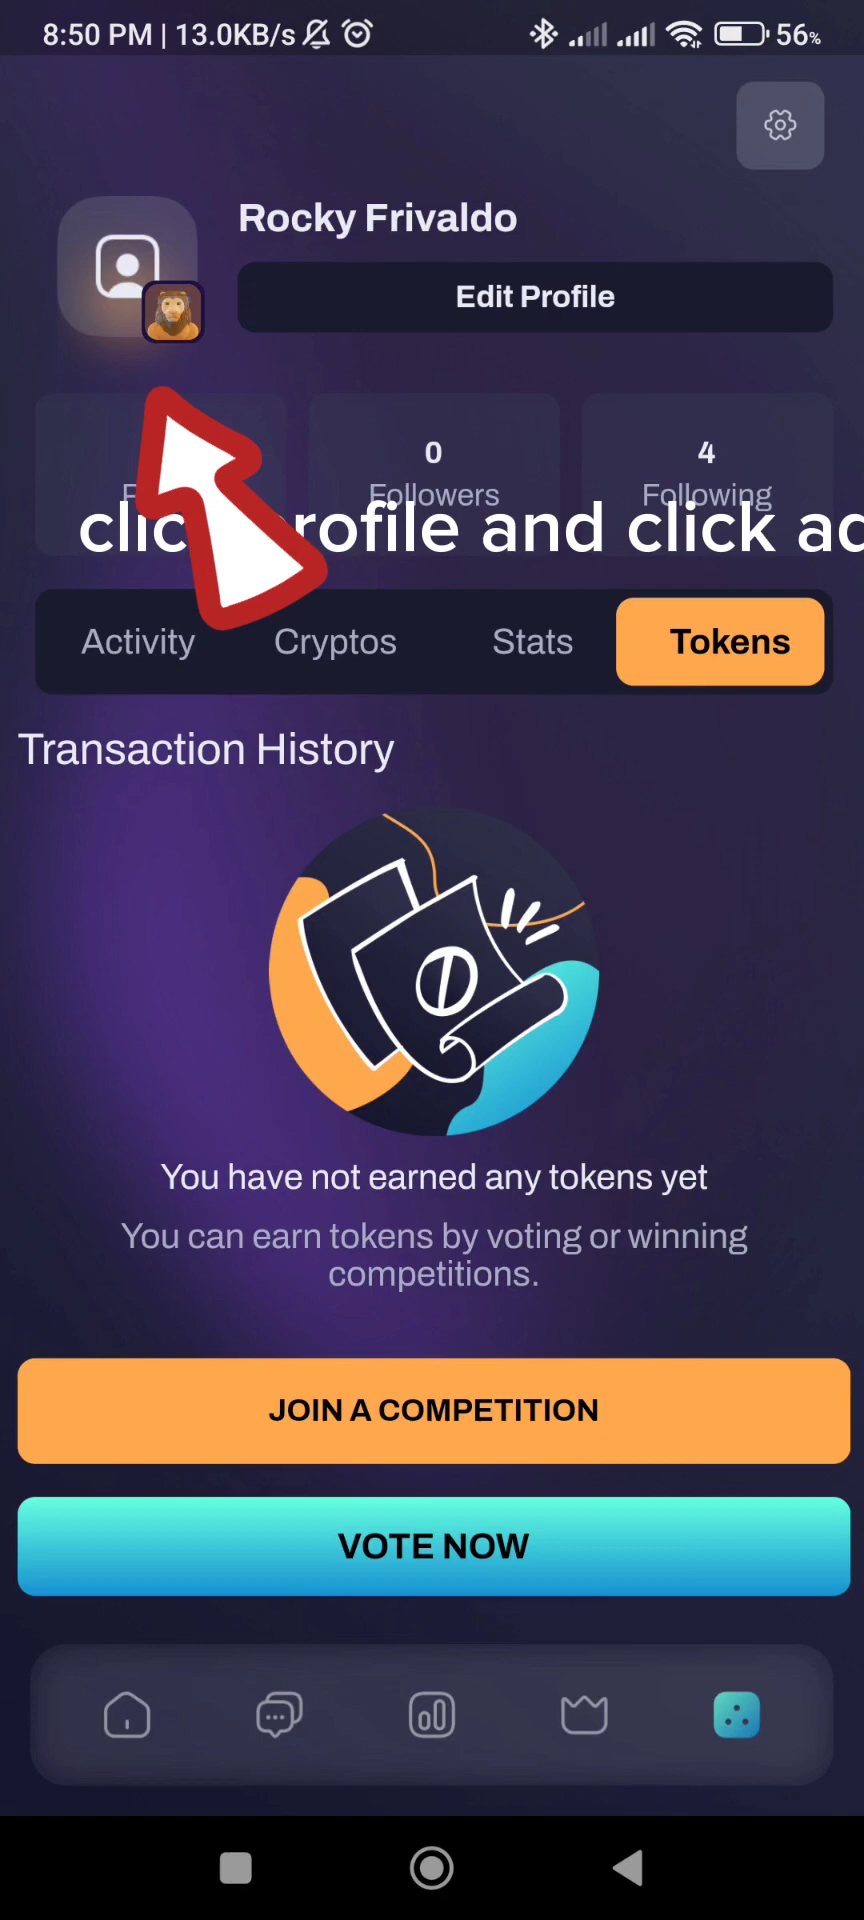 8:50 PM | 13.0KB/s 56%
Rocky Frivaldo
Edit Profile
0
Followers
4
Following
click profile and click
Activity Cryptos Stats Tokens
Transaction History
You have not earned any tokens yet
You can earn tokens by voting or winning
competitions.
JOIN A COMPETITION
VOTE NOW